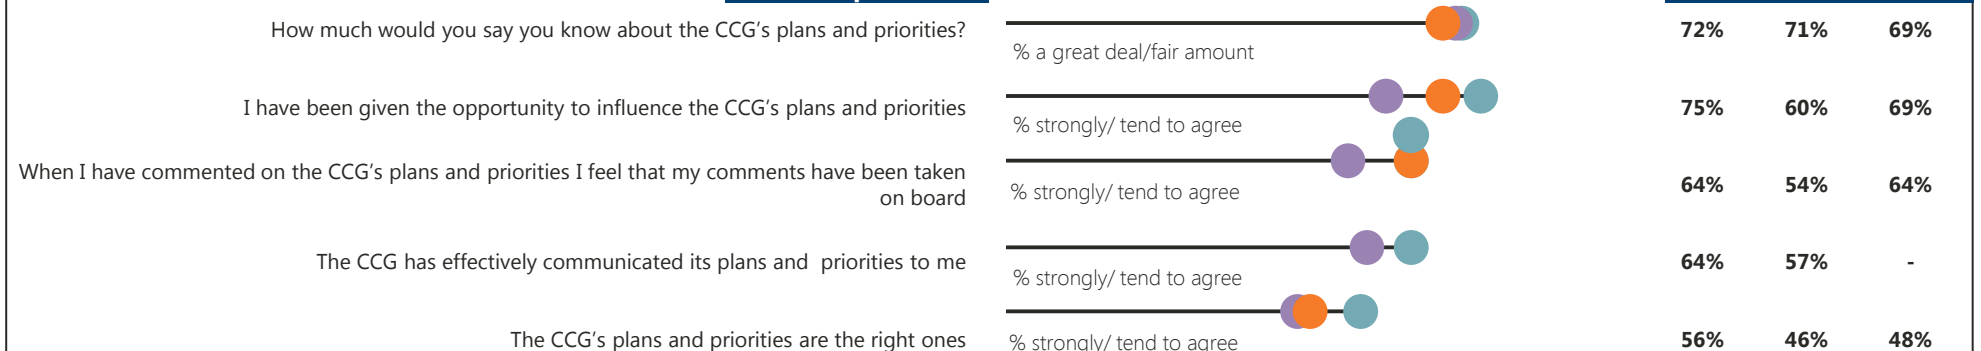 How much would you say you know about the CCG’s plans and priorities?
% a great deal/fair amount
72% 71% 69%
I have been given the opportunity to influence the CCG’s plans and priorities
% strongly/ tend to agree
75% 60% 69%
When I have commented on the CCG’s plans and priorities I feel that my comments have been taken
on board
% strongly/ tend to agree
64% 54% 64%
The CCG has effectively communicated its plans and  priorities to me
% strongly/ tend to agree
64% 57% -
The CCG’s plans and priorities are the right ones
% strongly/ tend to agree
56% 46% 48%